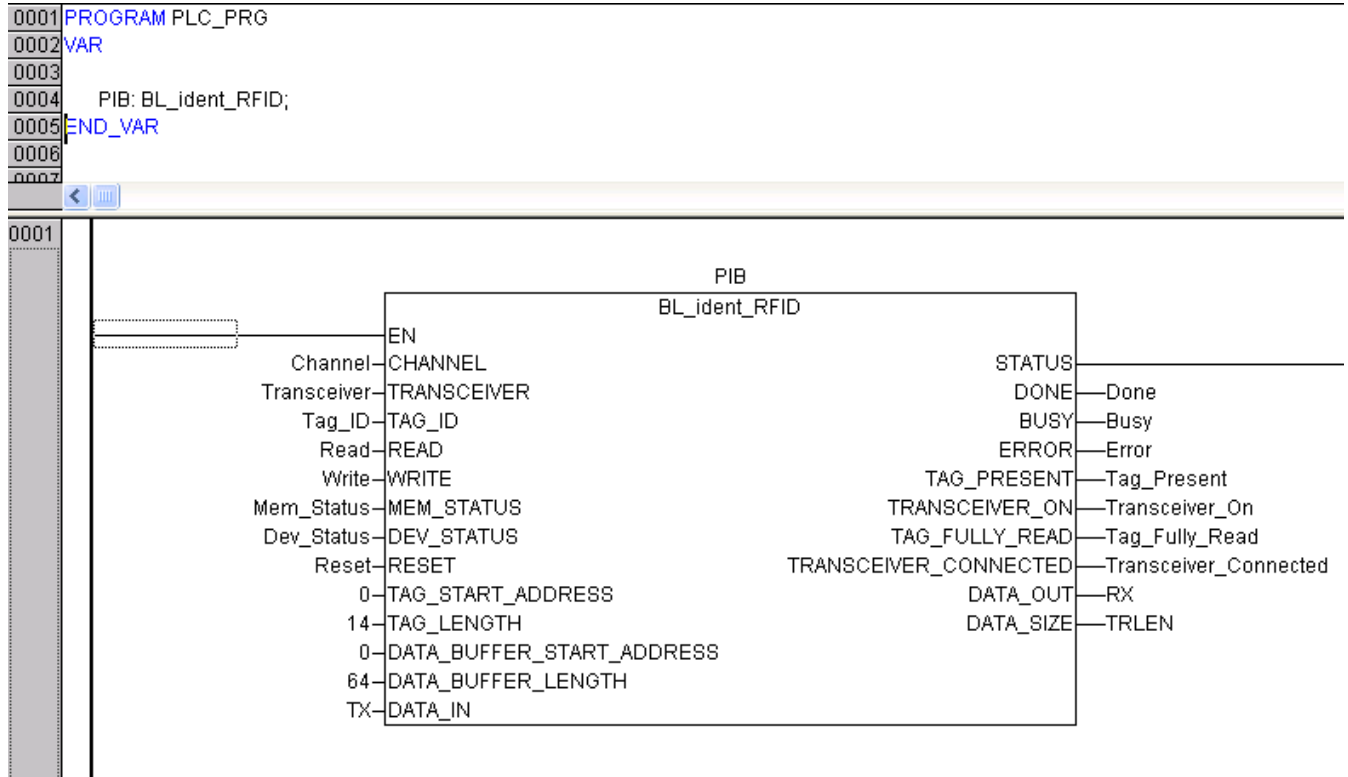 0001 PROGRAM PLC_PRG
0002 VAR
0003
0004 PIB: BL_ident_RFID;
0005 END_VAR
0006
0007
0001
PIB
BL_ident_RFID
EN
Channel CHANNEL STATUS
Transceiver TRANSCEIVER DONE Done
Tag_ID TAG_ID BUSY Busy
Read READ ERROR Error
Write WRITE TAG_PRESENT Tag_Present
Mem_Status MEM_STATUS TRANSCEIVER_ON Transceiver_On
Dev_Status DEV_STATUS TAG_FULLY_READ Tag_Fully_Read
Reset RESET TRANSCEIVER_CONNECTED Transceiver_Connected
0 TAG_START_ADDRESS DATA_OUT RX
14 TAG_LENGTH DATA_SIZE TRLEN
0 DATA_BUFFER_START_ADDRESS
64 DATA_BUFFER_LENGTH
TX DATA_IN